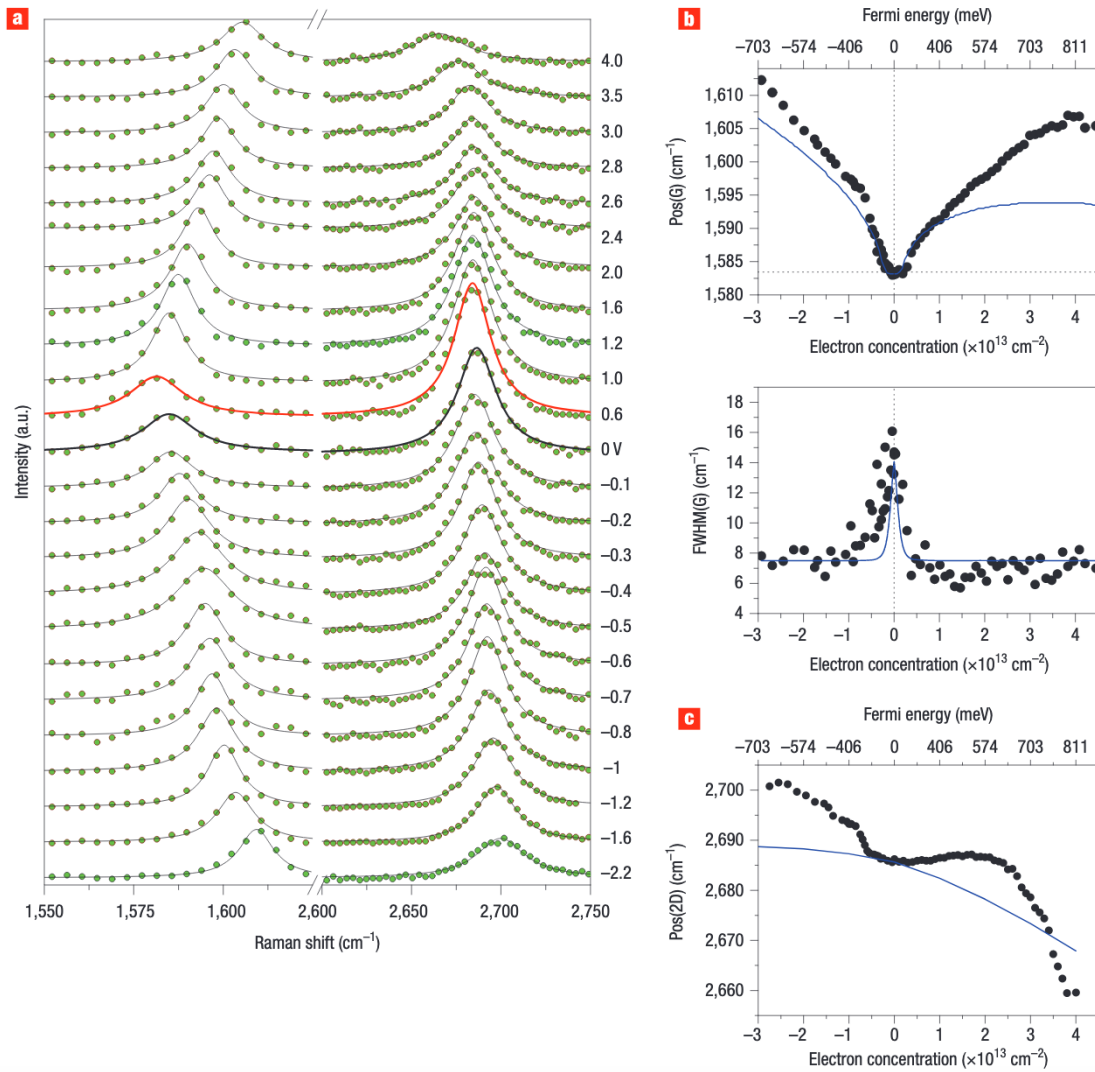 a
4.0
3.5
3.0
2.8
2.6
2.4
2.0
1.6
1.2
1.0
0.6
0 V
−0.1
−0.2
−0.3
−0.4
−0.5
−0.6
−0.7
−0.8
−1
−1.2
−1.6
−2.2
Intensity (a.u.)
1,550 1,575 1,600 2,600 2,650 2,700 2,750
Raman shift (cm−1)
b
Fermi energy (meV)
−703 −574 −406 0 406 574 703 811
1,610
1,605
1,600
1,595
1,590
1,585
1,580
Pos(G) (cm−1)
−3 −2 −1 0 1 2 3 4
Electron concentration (×1013 cm−2)
18
16
14
12
10
8
6
4
FWHM(G) (cm−1)
−3 −2 −1 0 1 2 3 4
Electron concentration (×1013 cm−2)
c
Fermi energy (meV)
−703 −574 −406 0 406 574 703 811
2,700
2,690
2,680
2,670
2,660
Pos(2D) (cm−1)
−3 −2 −1 0 1 2 3 4
Electron concentration (×1013 cm−2)